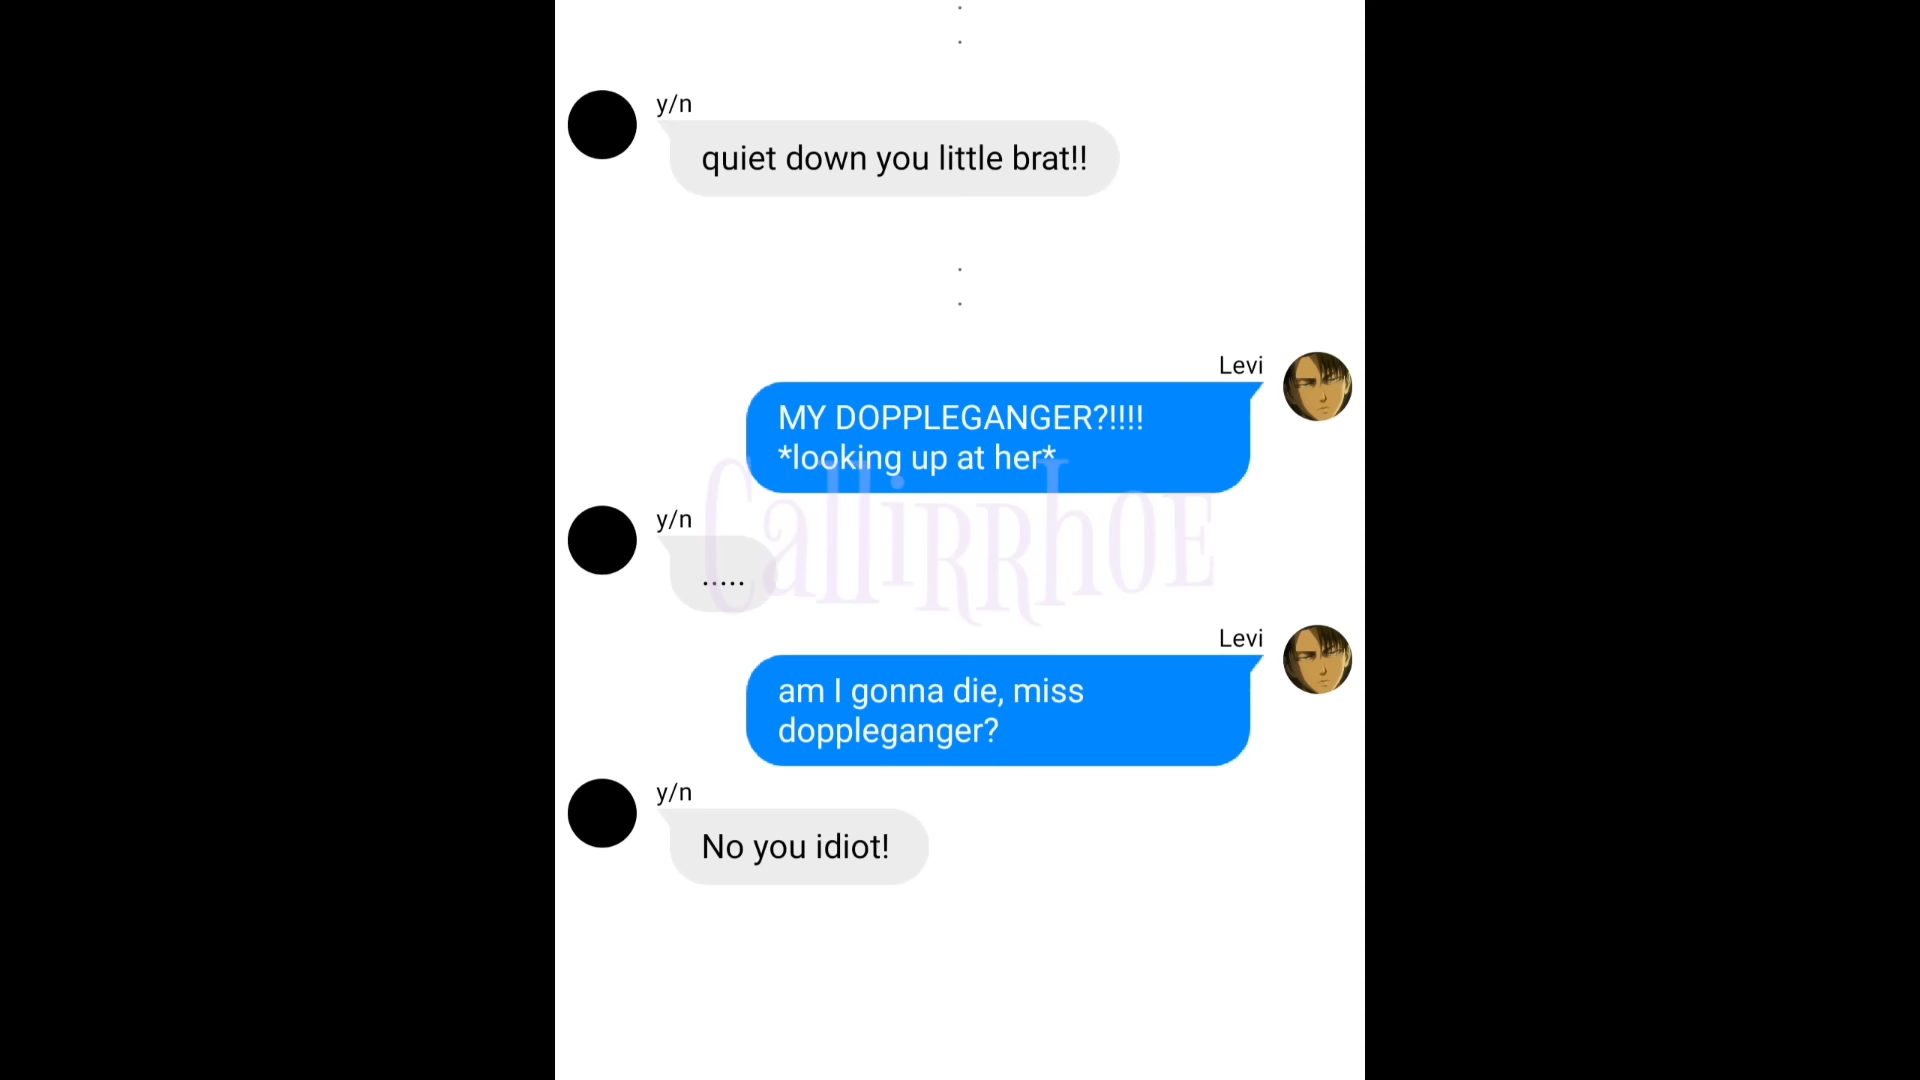 y/n
quiet down you little brat!!
Levi
MY DOPPLEGANGER?!!!!
*looking up at her*
CallirrhOE
y/n
.....
Levi
am I gonna die, miss
doppleganger?
y/n
No you idiot!